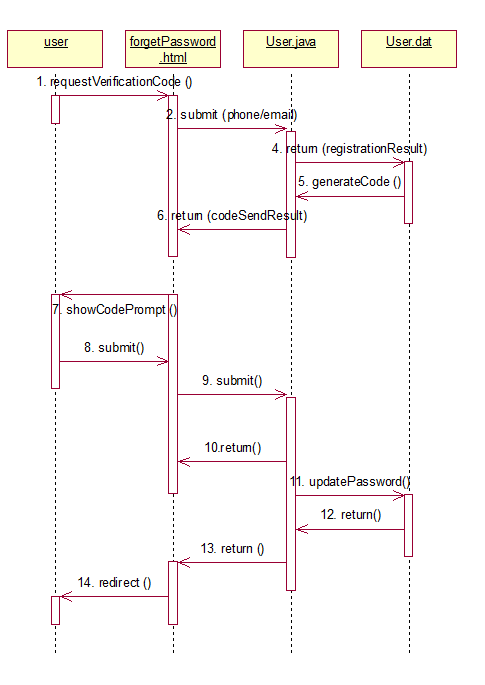 user
forgetPassword
.html
User.java
User.dat
1. requestVerificationCode ()
2. submit (phone/email)
4. return (registrationResult)
5. generateCode ()
6. return (codeSendResult)
7. showCodePrompt ()
8. submit()
9. submit()
10.return()
11. updatePassword()
12. return()
13. return ()
14. redirect ()